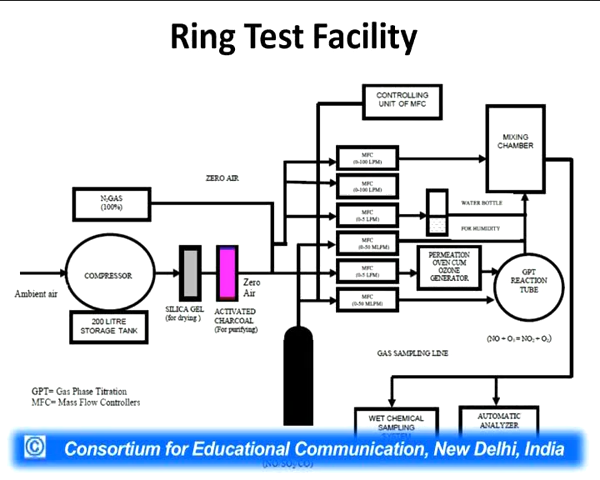 Ring Test Facility
CONTROLLING
UNIT OF MFC
MIXING
CHAMBER
MFC
(0-100 LPM)
ZERO AIR
MFC
(0-100 LPM)
N₂GAS
(100%)
MFC
(0-5 LPM)
WATER BOTTLE
FOR HUMIDITY
MFC
(0-50 MLPM)
COMPRESSOR
MFC
(0-5 LPM)
PERMEATION
OVEN CUM
OZONE
GENERATOR
GPT
REACTION
TUBE
Ambient air
Zero
Air
MFC
(0-50 MLPM)
SILICA GEL
(for drying )
ACTIVATED
CHARCOAL
(For purifying)
200 LITRE
STORAGE TANK
(NO + O₃ = NO₂ + O₂)
GAS SAMPLING LINE
GPT= Gas Phase Titration
MFC= Mass Flow Controllers
WET CHEMICAL
SAMPLING
AUTOMATIC
ANALYZER
© Consortium for Educational Communication, New Delhi, India